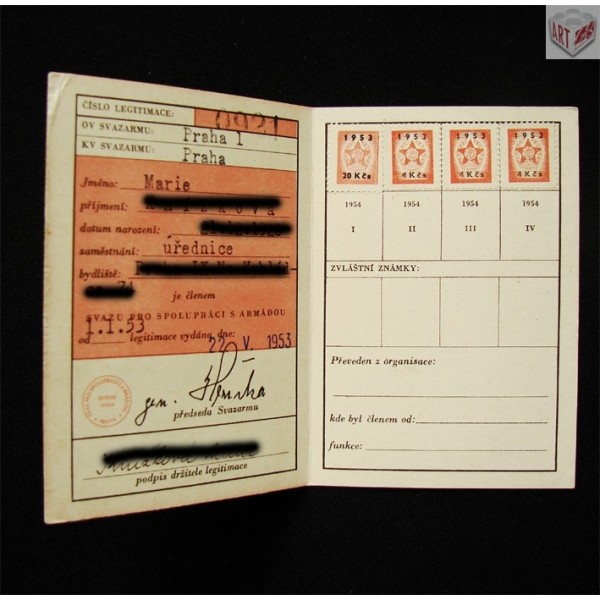 ČÍSLO LEGITIMACE: 0921
OV SVAZARMU: Praha 1
KV SVAZARMU: Praha
Jméno: Marie
příjmení:
datum narození:
zaměstnání: úřednice
bydliště:
je členem
SVAZU PRO SPOLUPRÁCI S ARMÁDOU
od 1.1.53 legitimace vydána dne: 22 V. 1953
gen.
předseda Svazarmu
podpis držitele legitimace
1953 1953 1953 1953
20 Kčs 4 Kčs 4 Kčs 4 Kčs
1954 1954 1954 1954
I II III IV
ZVLÁŠTNÍ ZNÁMKY:
Převeden z organisace:
kde byl členem od:
funkce:
ART